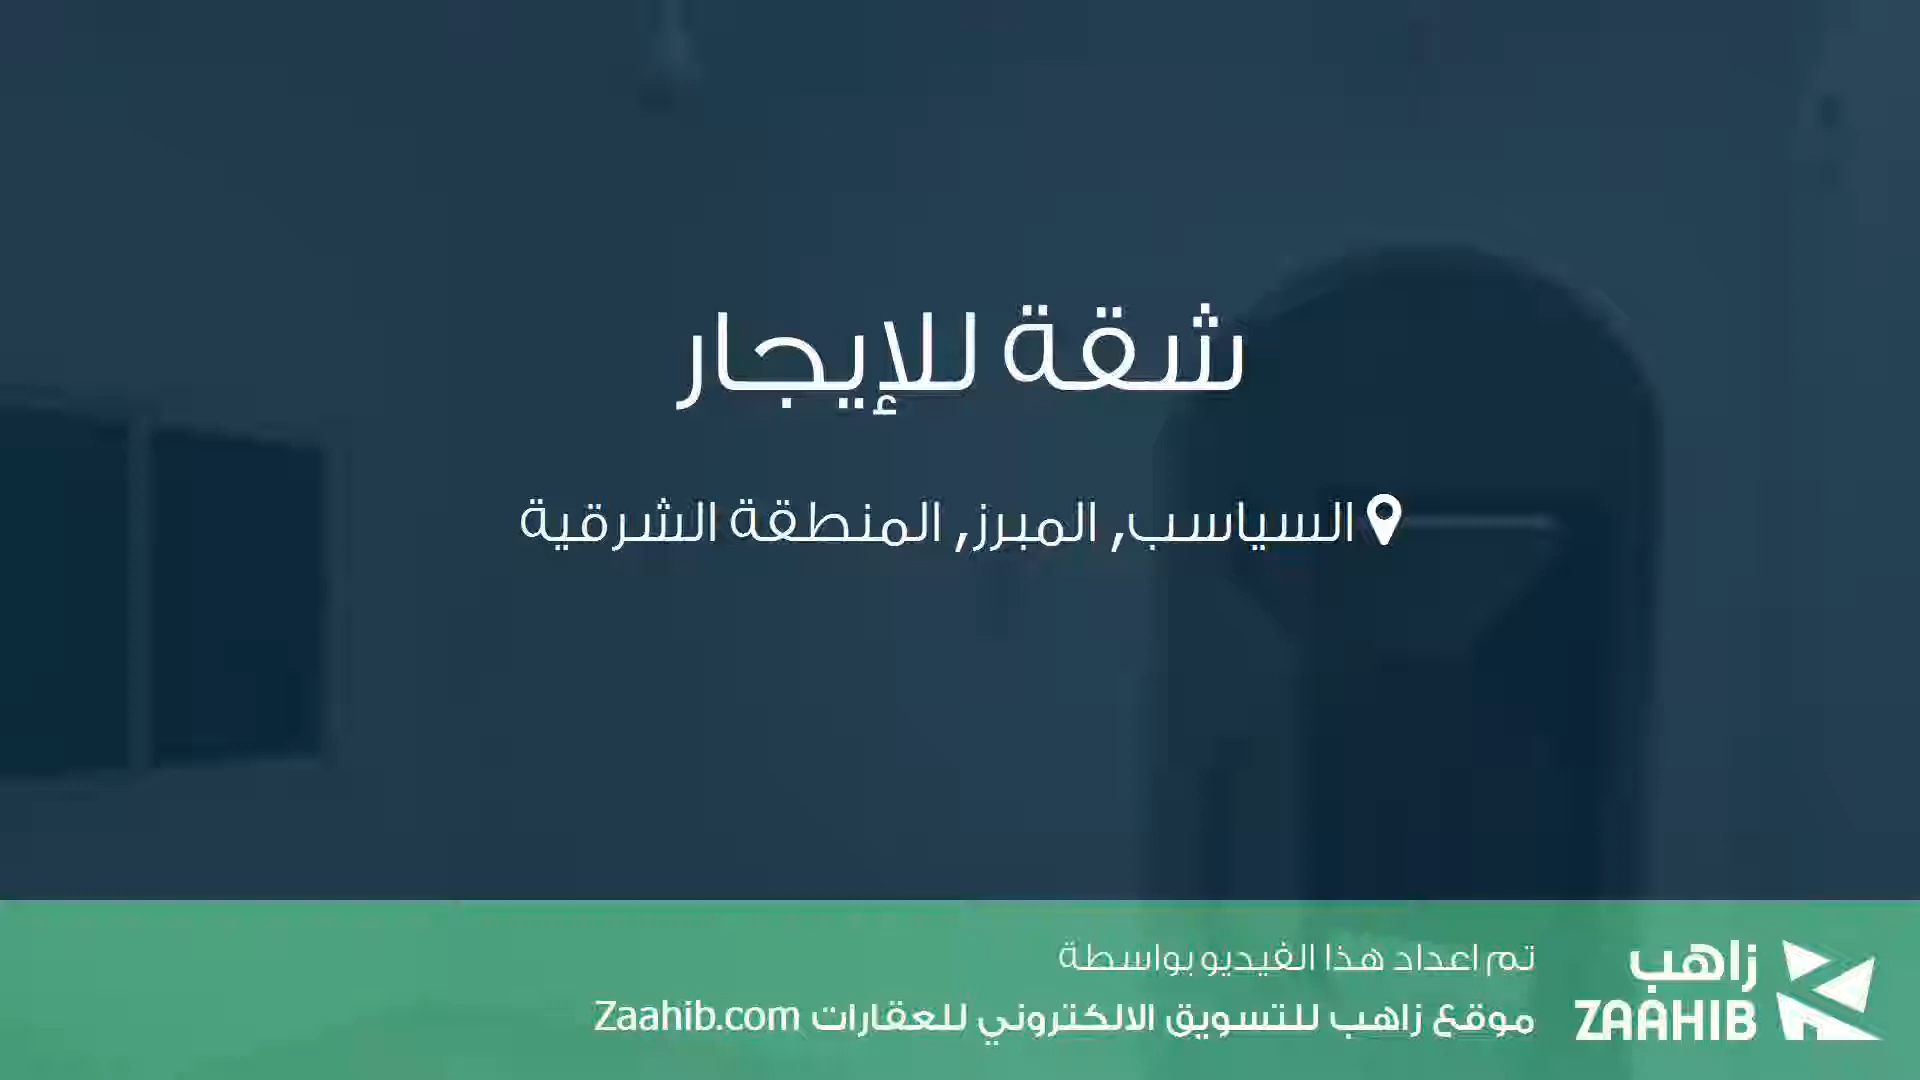 شقة للإيجار
السياسب, المبرز, المنطقة الشرقية
تم اعداد هذا الفيديو بواسطة
موقع زاهب للتسويق الالكتروني للعقارات Zaahib.com
زاهب
ZAAHIB